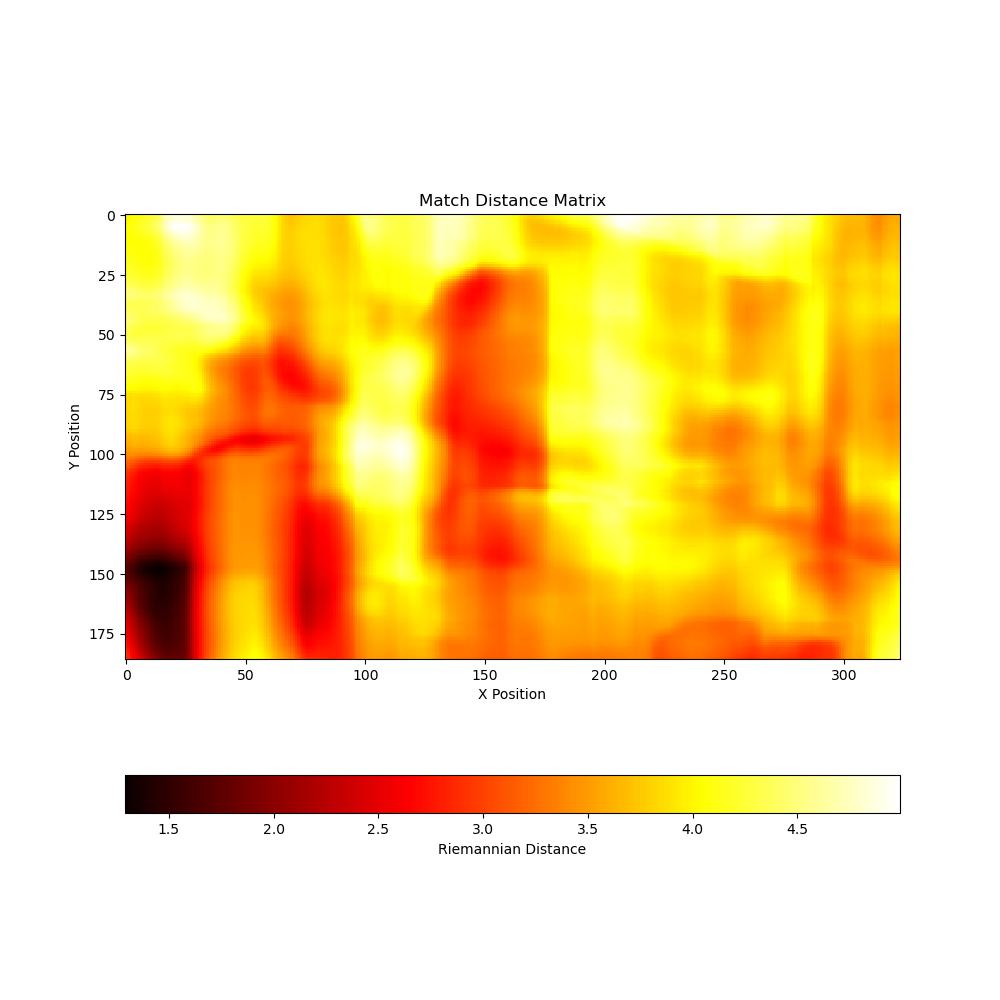 Match Distance Matrix
0
25
50
75
100
125
150
175
Y Position
0 50 100 150 200 250 300
X Position
1.5 2.0 2.5 3.0 3.5 4.0 4.5
Riemannian Distance